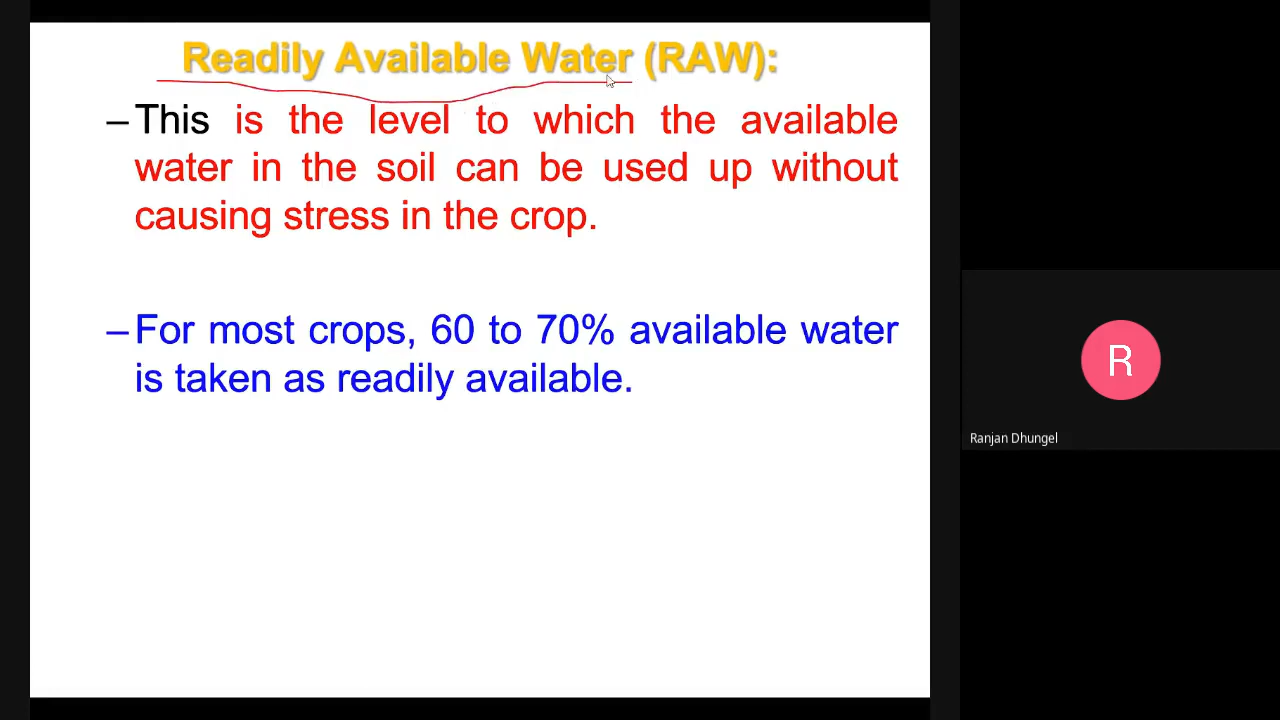 Readily Available Water (RAW):
–This is the level to which the available
water in the soil can be used up without
causing stress in the crop.
–For most crops, 60 to 70% available water
is taken as readily available.
R
Ranjan Dhungel